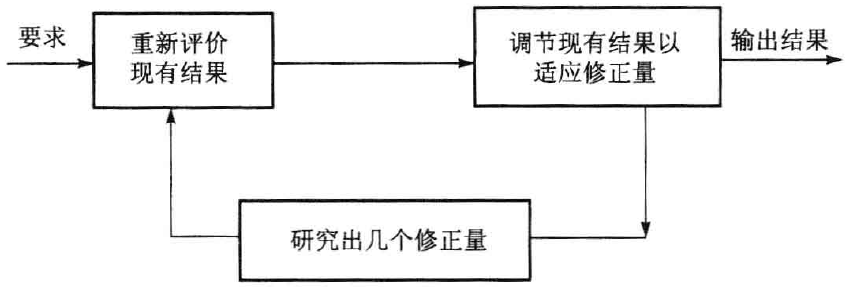 要求
重新评价
现有结果
调节现有结果以
适应修正量
输出结果
研究出几个修正量